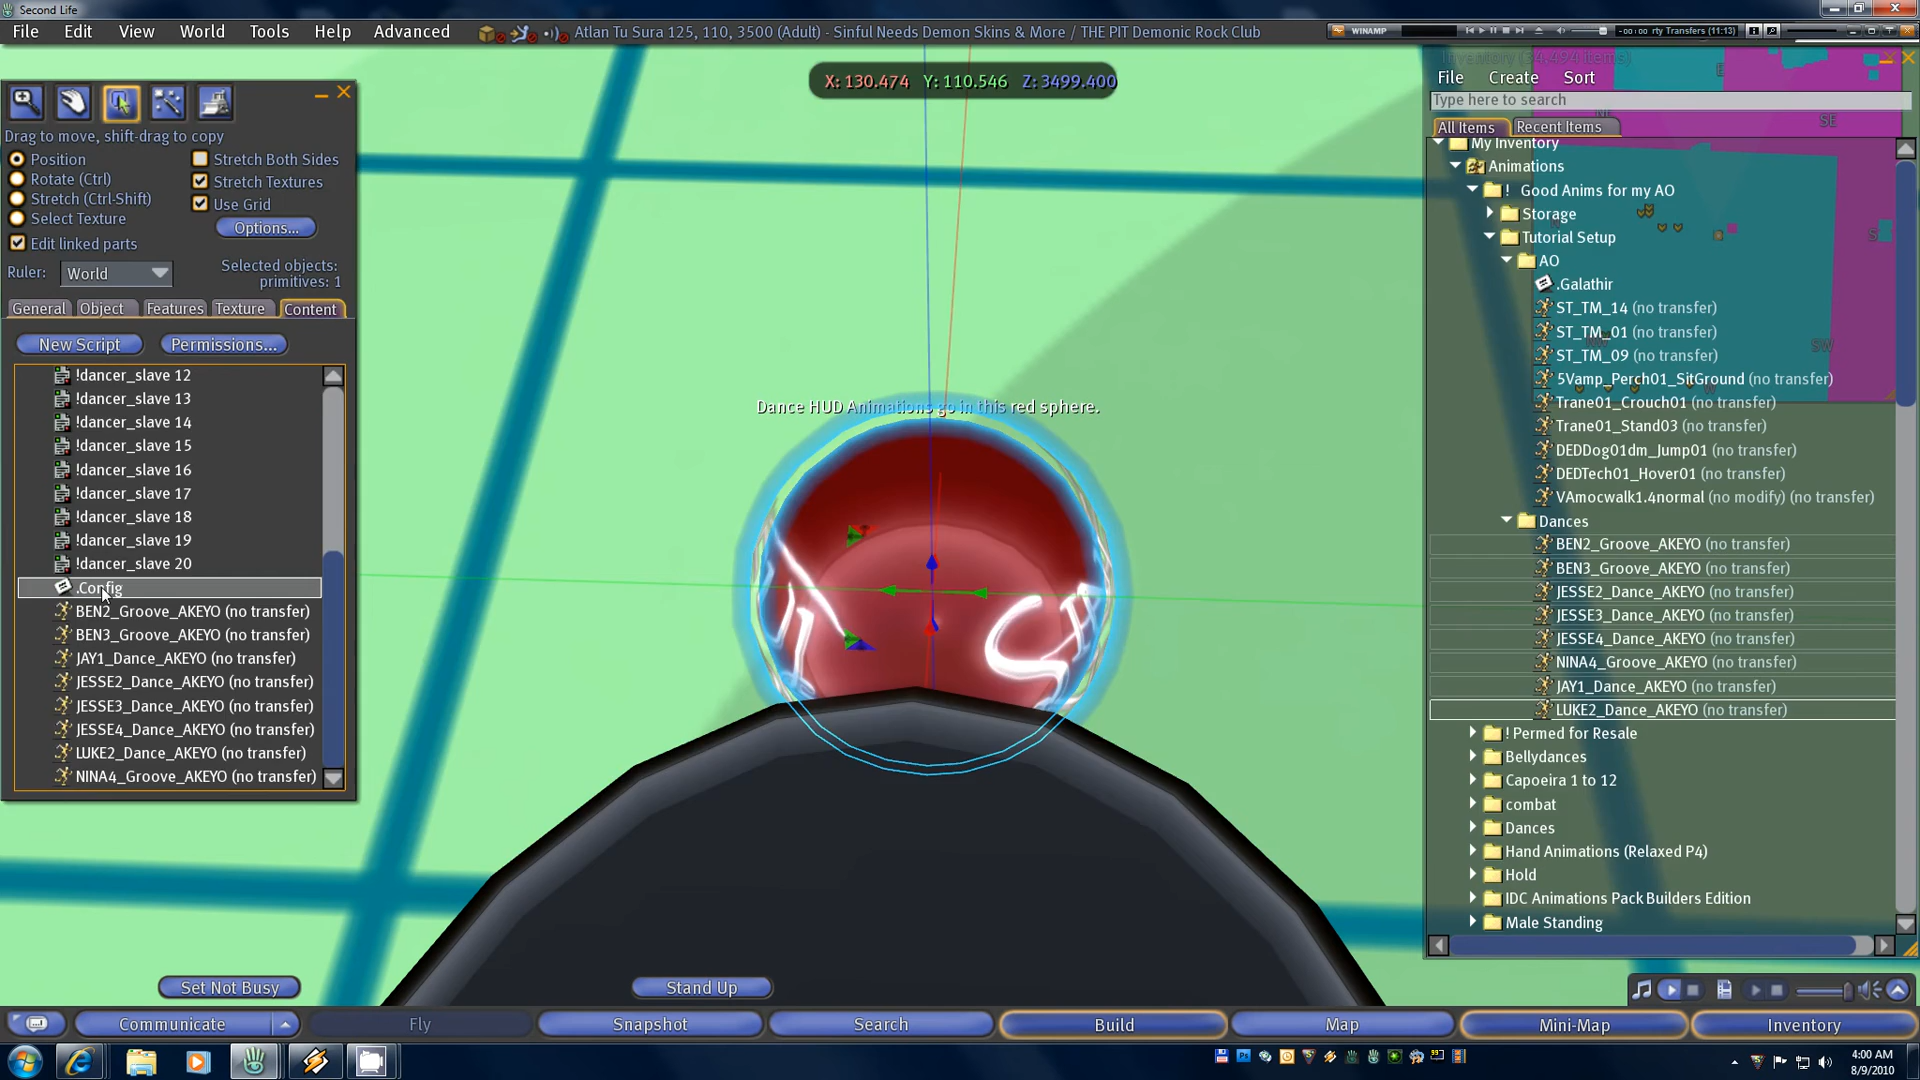 Second Life
File Edit View World Tools Help Advanced
Atlan Tu Sura 125, 110, 3500 (Adult) - Sinful Needs Demon Skins & More / THE PIT Demonic Rock Club
WINAMP
rty Transfers (11:13)
X: 130.474 Y: 110.546 Z: 3499.400
Drag to move, shift-drag to copy
Position
Rotate (Ctrl)
Stretch (Ctrl-Shift)
Select Texture
Edit linked parts
Stretch Both Sides
Stretch Textures
Use Grid
Options...
Ruler: World
Selected objects:
primitives: 1
General Object Features Texture Content
New Script Permissions...
!dancer_slave 12
!dancer_slave 13
!dancer_slave 14
!dancer_slave 15
!dancer_slave 16
!dancer_slave 17
!dancer_slave 18
!dancer_slave 19
!dancer_slave 20
.Config
BEN2_Groove_AKEYO (no transfer)
BEN3_Groove_AKEYO (no transfer)
JAY1_Dance_AKEYO (no transfer)
JESSE2_Dance_AKEYO (no transfer)
JESSE3_Dance_AKEYO (no transfer)
JESSE4_Dance_AKEYO (no transfer)
LUKE2_Dance_AKEYO (no transfer)
NINA4_Groove_AKEYO (no transfer)
Dance HUD Animations go in this red sphere.
Inventory (34,494 items)
File Create Sort
Type here to search
All Items Recent Items
My Inventory
Animations
! Good Anims for my AO
Storage
Tutorial Setup
AO
.Galathir
ST_TM_14 (no transfer)
ST_TM_01 (no transfer)
ST_TM_09 (no transfer)
5Vamp_Perch01_SitGround (no transfer)
Trane01_Crouch01 (no transfer)
Trane01_Stand03 (no transfer)
DEDDog01dm_Jump01 (no transfer)
DEDTech01_Hover01 (no transfer)
VAmocwalk1.4normal (no modify) (no transfer)
Dances
BEN2_Groove_AKEYO (no transfer)
BEN3_Groove_AKEYO (no transfer)
JESSE2_Dance_AKEYO (no transfer)
JESSE3_Dance_AKEYO (no transfer)
JESSE4_Dance_AKEYO (no transfer)
NINA4_Groove_AKEYO (no transfer)
JAY1_Dance_AKEYO (no transfer)
LUKE2_Dance_AKEYO (no transfer)
! Permed for Resale
Bellydances
Capoeira 1 to 12
combat
Dances
Hand Animations (Relaxed P4)
Hold
IDC Animations Pack Builders Edition
Male Standing
SE
S
SW
Set Not Busy
Stand Up
Communicate
Fly
Snapshot
Search
Build
Map
Mini-Map
Inventory
4:00 AM
8/9/2010